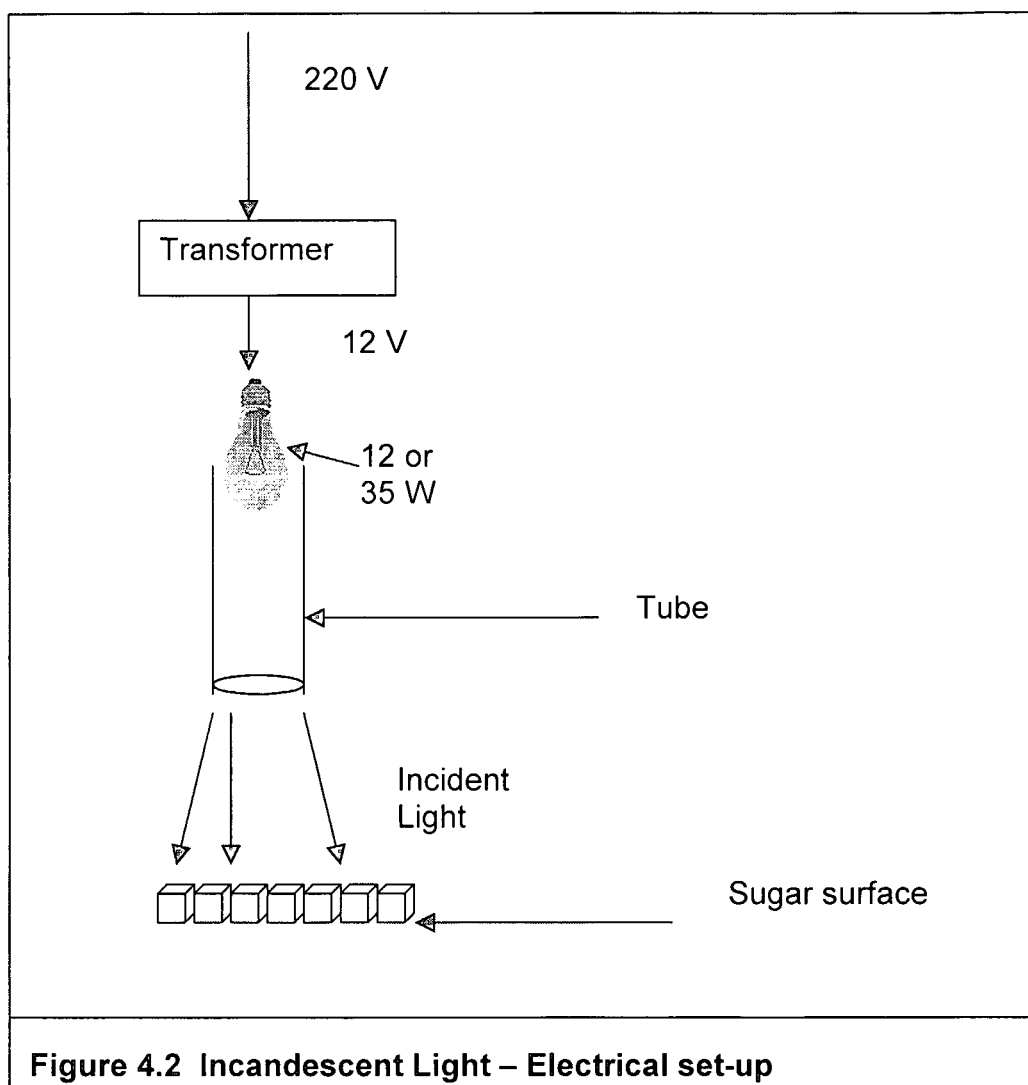 220 V
Transformer
12 V
12 or
35 W
Tube
Incident
Light
Sugar surface
Figure 4.2 Incandescent Light – Electrical set-up